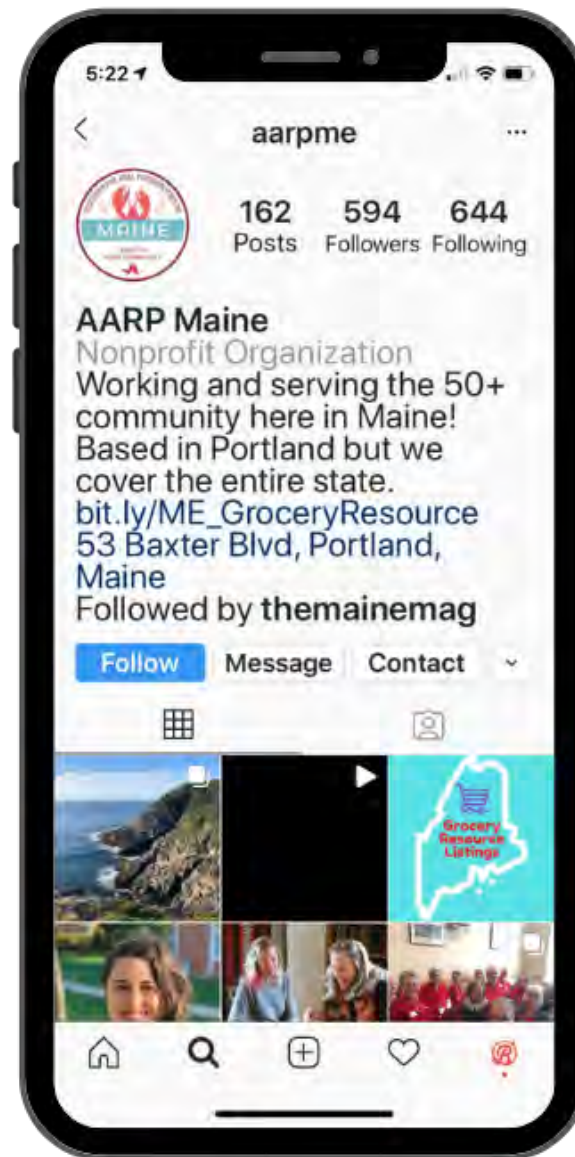 5:22
aarpme
162 594 644
Posts Followers Following
MAINE
AARP Maine
Nonprofit Organization
Working and serving the 50+
community here in Maine!
Based in Portland but we
cover the entire state.
bit.ly/ME_GroceryResource
53 Baxter Blvd, Portland,
Maine
Followed by themainemag
Follow Message Contact
Grocery
Resource
Listings